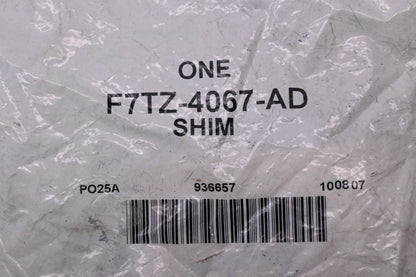 ONE
F7TZ-4067-AD
SHIM
PO25A 936657 100807